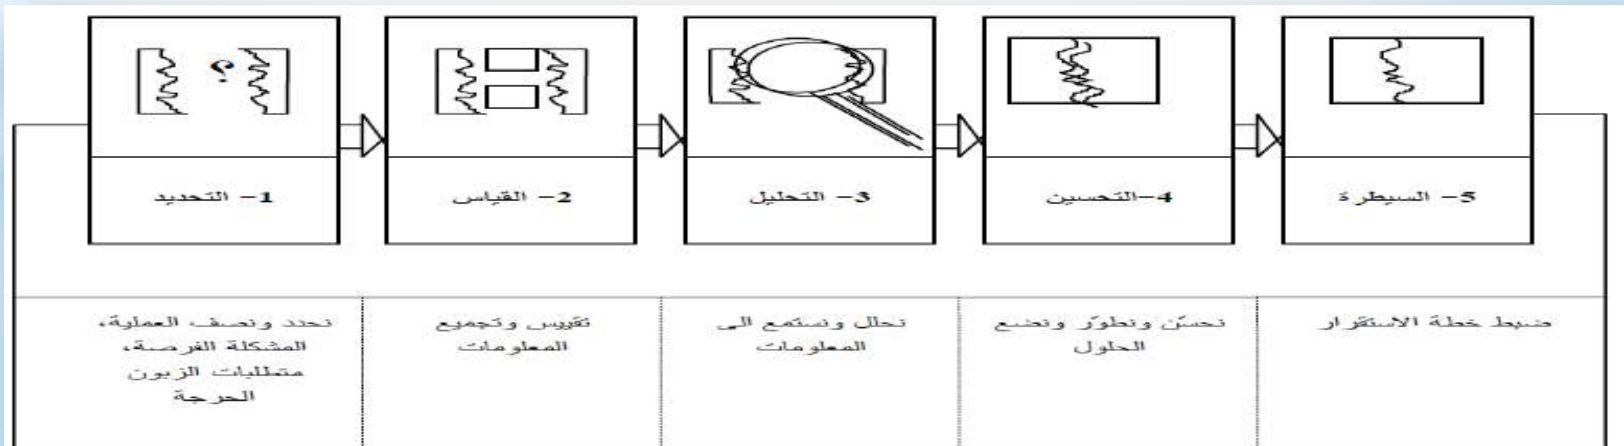 ؟
1- التحديد
2- القياس
3- التحليل
4-التحسين
5- السيطرة
نحدد ونصف العملية،
المشكلة الفرصة،
متطلبات الزبون
الحرجة
تقييس وتجميع
المعلومات
نحلل ونستمع الى
المعلومات
نحسّن ونطوّر ونضع
الحلول
ضبط خطة الاستقرار